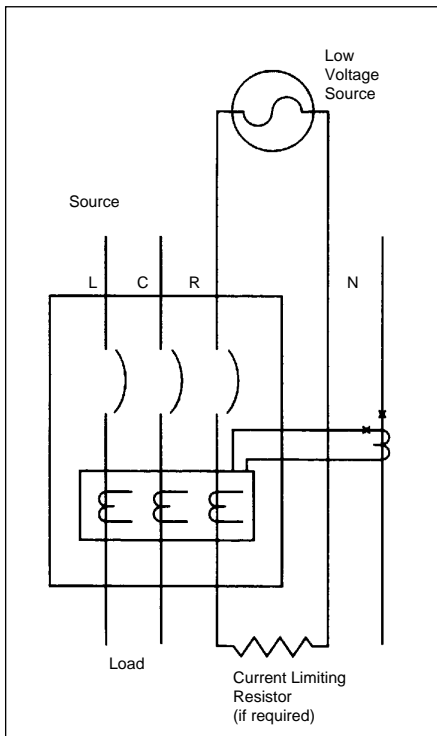 Low
Voltage
Source
Source
L C R N
Load
Current Limiting
Resistor
(if required)